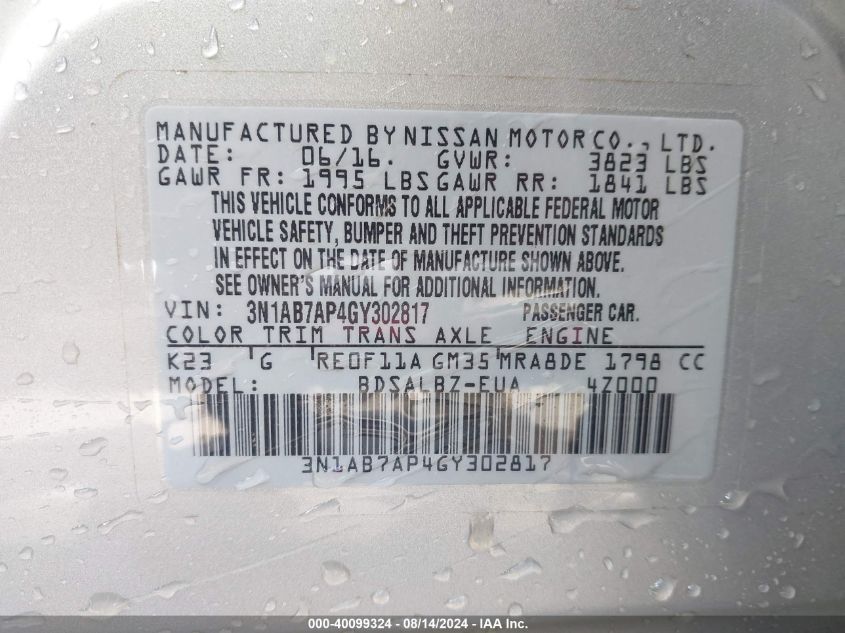 MANUFACTURED BY NISSAN MOTOR CO., LTD.
DATE: 06/16. GVWR: 3823 LBS
GAWR FR: 1995 LBS GAWR RR: 1841 LBS
THIS VEHICLE CONFORMS TO ALL APPLICABLE FEDERAL MOTOR
VEHICLE SAFETY, BUMPER AND THEFT PREVENTION STANDARDS
IN EFFECT ON THE DATE OF MANUFACTURE SHOWN ABOVE.
SEE OWNER'S MANUAL FOR ADDITIONAL INFORMATION.
VIN: 3N1AB7AP4GY302817 PASSENGER CAR.
COLOR TRIM TRANS AXLE ENGINE
K23 G RE0F11A GM35 MRA8DE 1798 CC
MODEL: BDSALBZ-EUA 4Z000
3N1AB7AP4GY302817
000-40099324 - 08/14/2024 - IAA Inc.